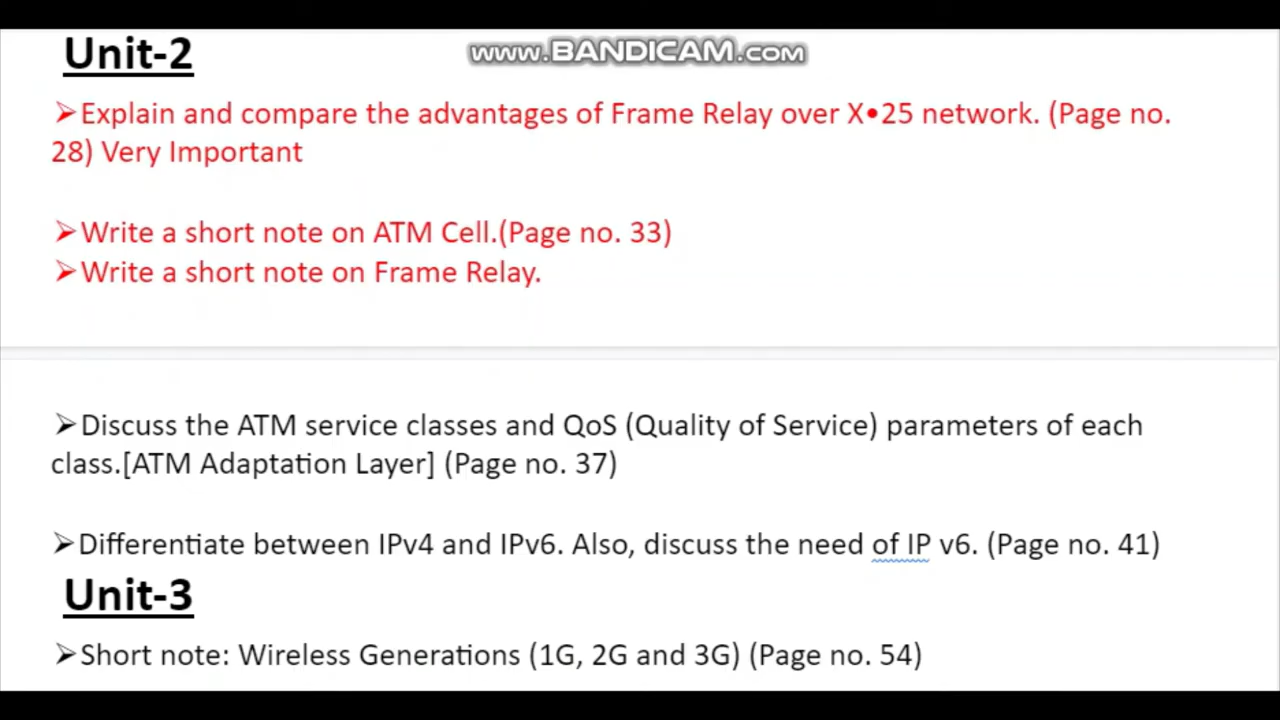 www.BANDICAM.com
Unit-2
➢Explain and compare the advantages of Frame Relay over X•25 network. (Page no.
28) Very Important
➢Write a short note on ATM Cell.(Page no. 33)
➢Write a short note on Frame Relay.
➢Discuss the ATM service classes and QoS (Quality of Service) parameters of each
class.[ATM Adaptation Layer] (Page no. 37)
➢Differentiate between IPv4 and IPv6. Also, discuss the need of IP v6. (Page no. 41)
Unit-3
➢Short note: Wireless Generations (1G, 2G and 3G) (Page no. 54)